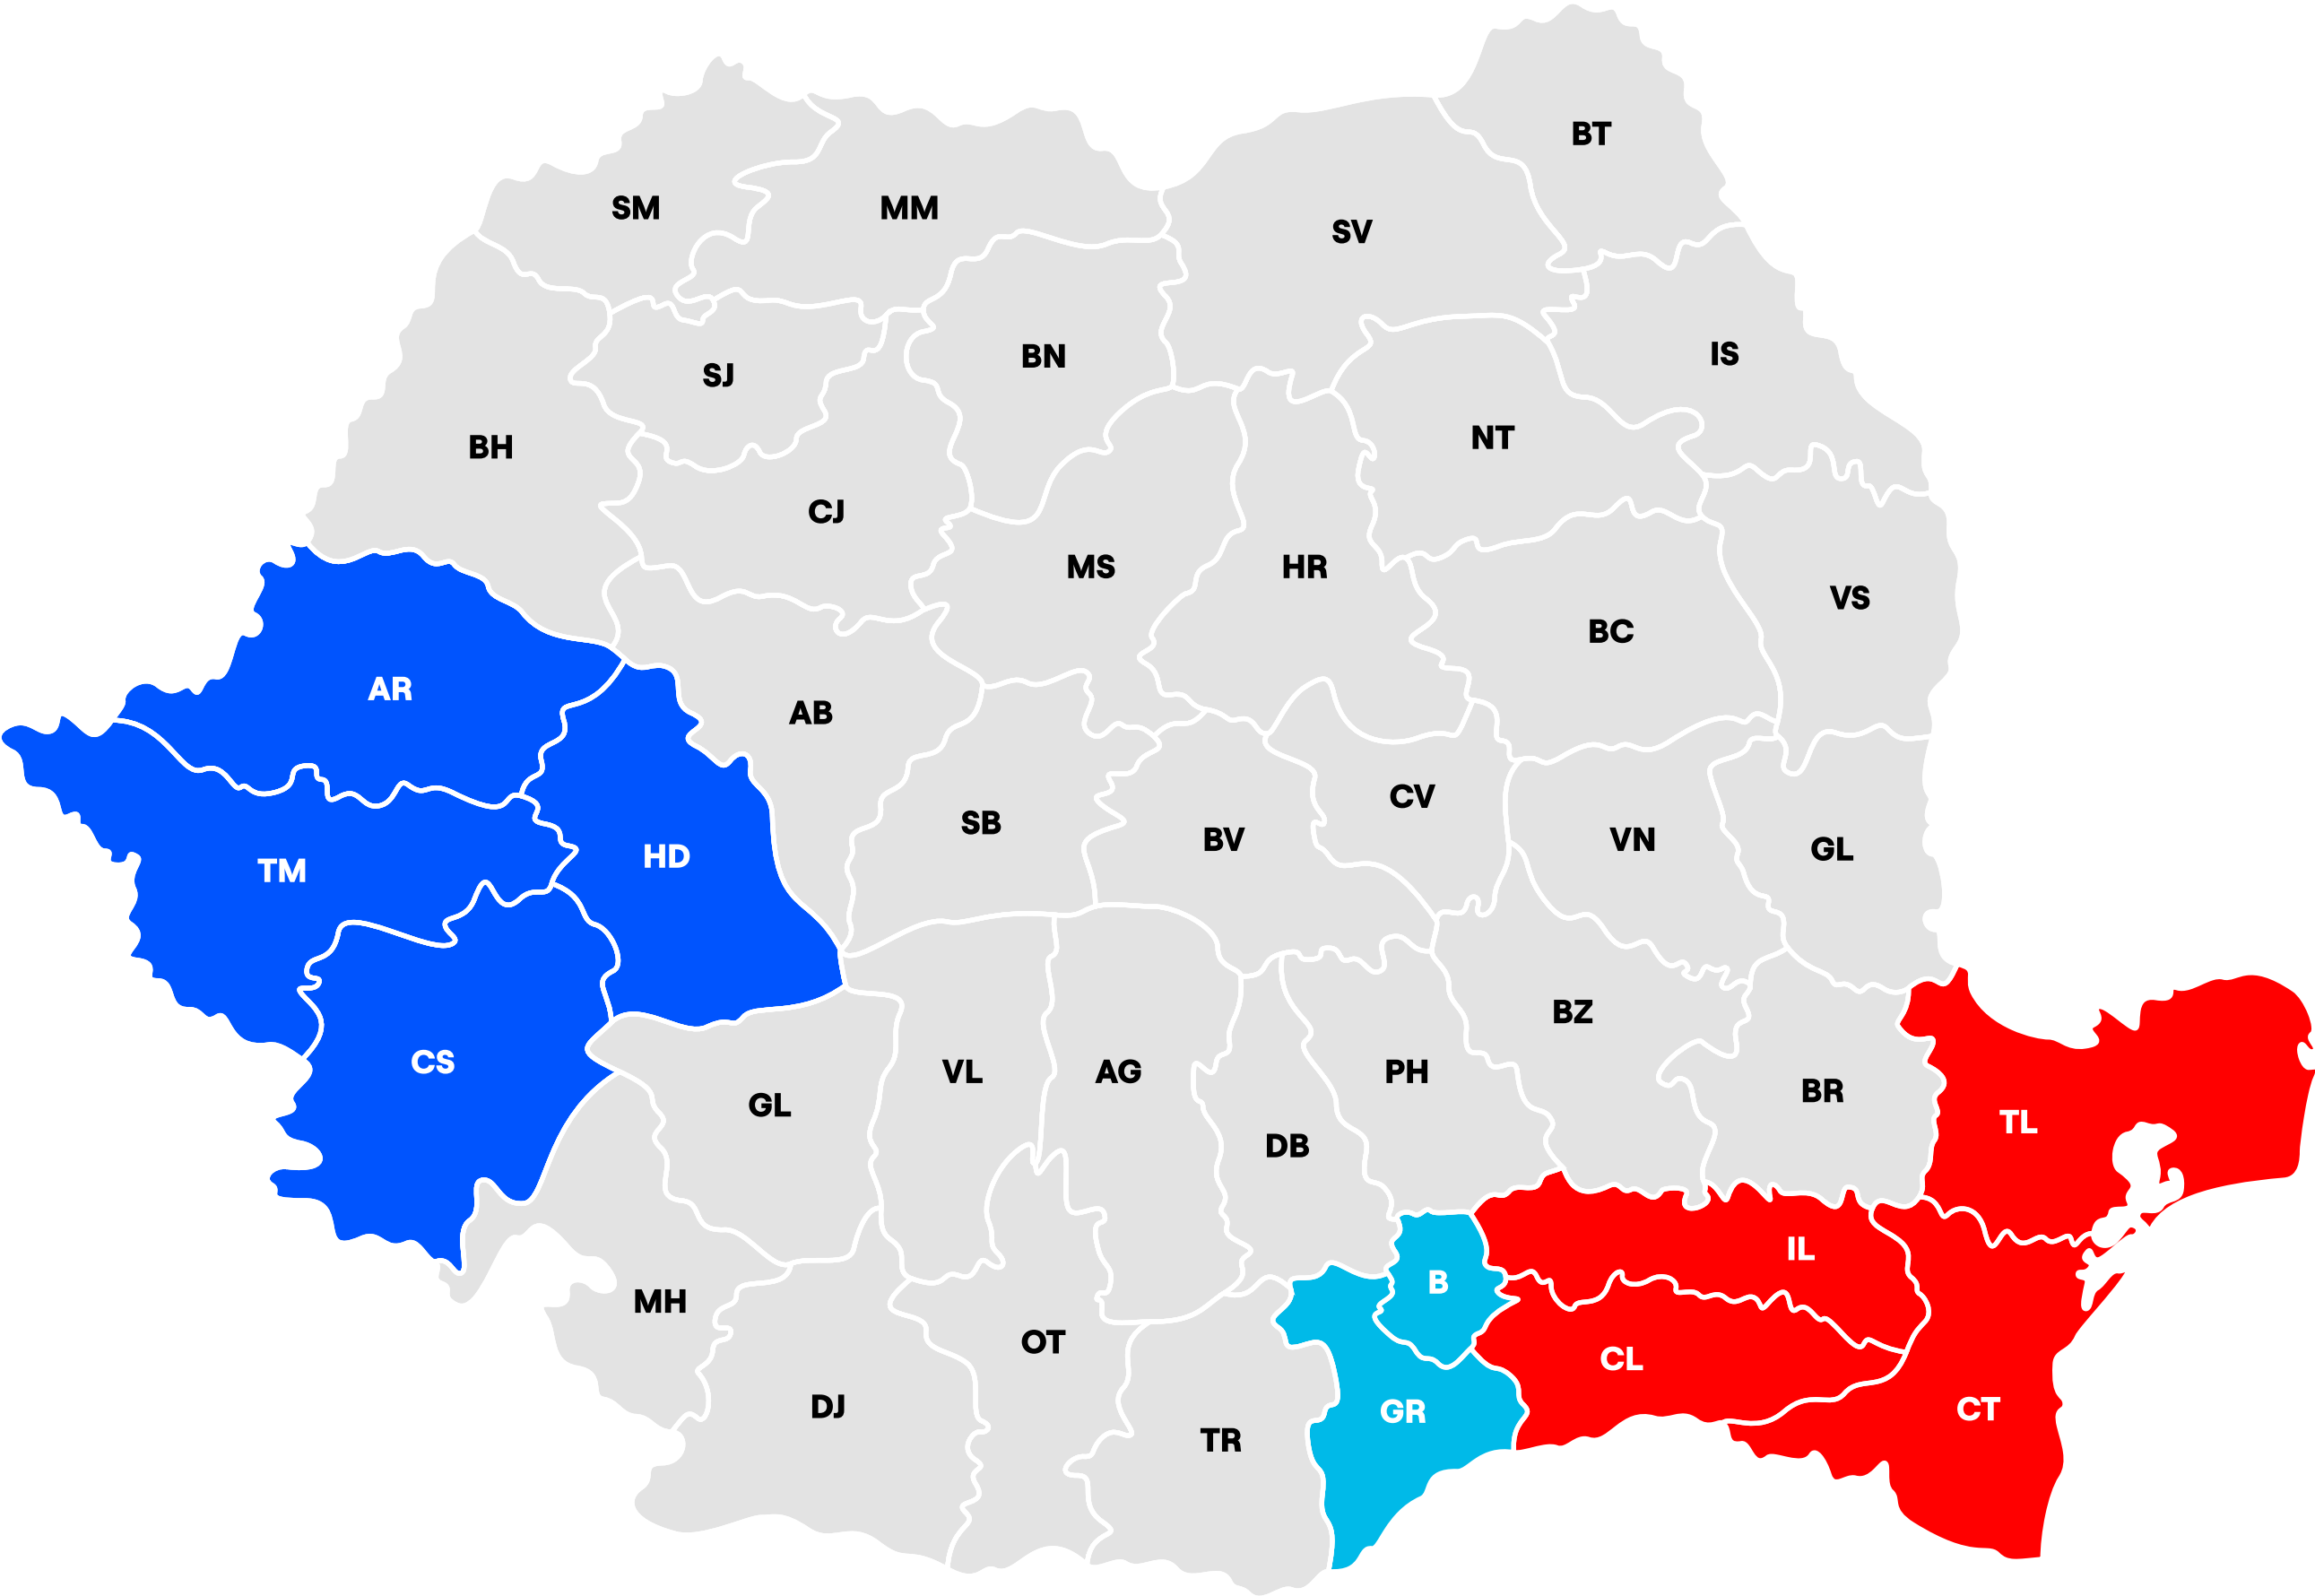 BT
SM
MM
SV
IS
BN
SJ
NT
BH
CJ
MS
HR
VS
BC
AR
AB
CV
SB
BV
VN
GL
HD
TM
BZ
CS
VL
AG
PH
BR
GL
TL
DB
IL
B
MH
OT
CL
DJ
GR
CT
TR